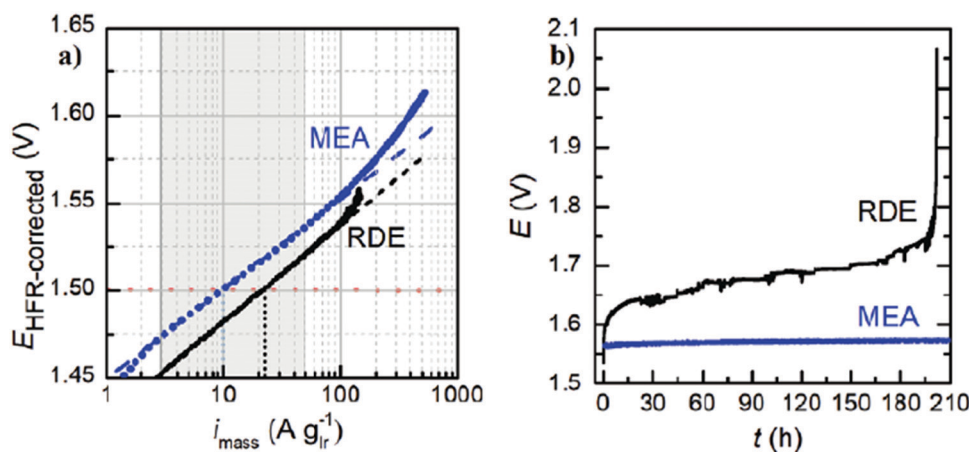 a)
1.65
1.60
1.55
1.50
1.45
E_HFR-corrected (V)
MEA
RDE
1
10
100
1000
i_mass (A g_Ir^-1)
b)
2.1
2.0
1.9
1.8
1.7
1.6
1.5
E (V)
RDE
MEA
0
30
60
90
120
150
180
210
t (h)